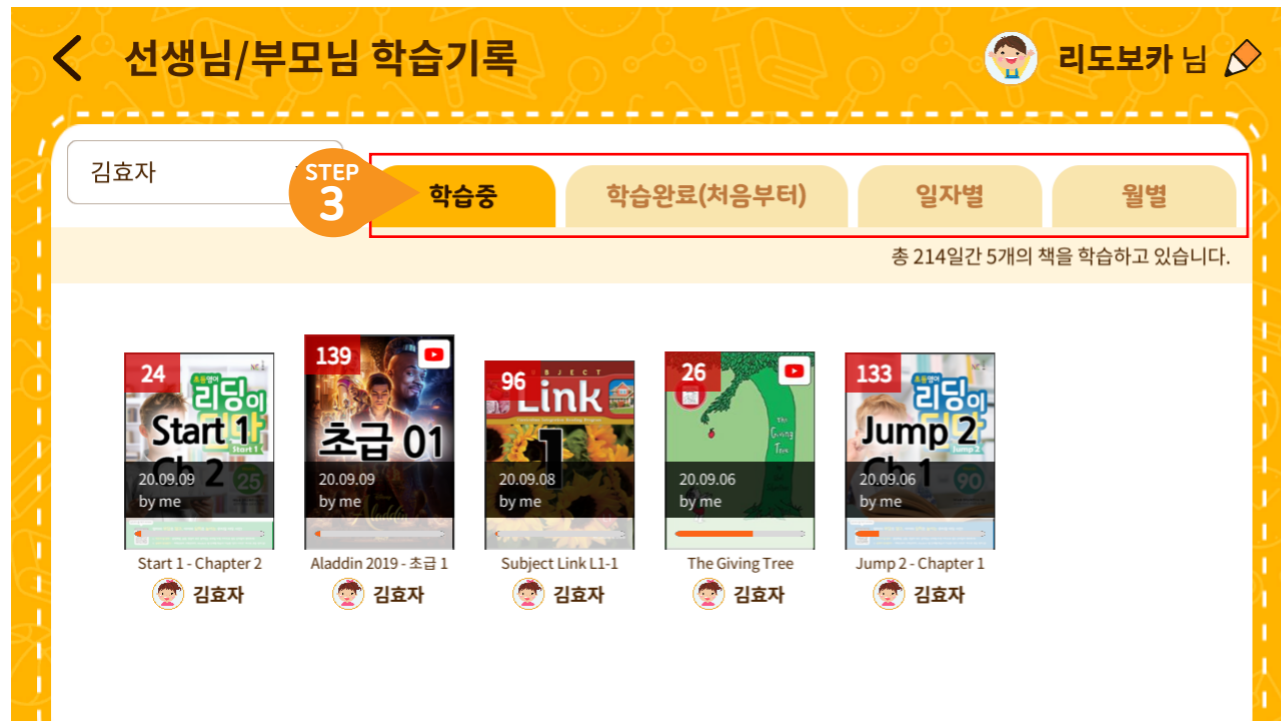 선생님/부모님 학습기록
리도보카 님
김효자
STEP
3
학습중
학습완료(처음부터)
일자별
월별
총 214일간 5개의 책을 학습하고 있습니다.
24
리딩이
Start 1
Ch 2
25
20.09.09
by me
Start 1 - Chapter 2
김효자
139
초급 01
20.09.09
by me
Aladdin 2019 - 초급 1
김효자
96
SUBJECT
Link
1
20.09.08
by me
Subject Link L1-1
김효자
26
The
Giving
Tree
20.09.06
by me
The Giving Tree
김효자
133
리딩이
Jump 2
Ch 1
90
20.09.06
by me
Jump 2 - Chapter 1
김효자